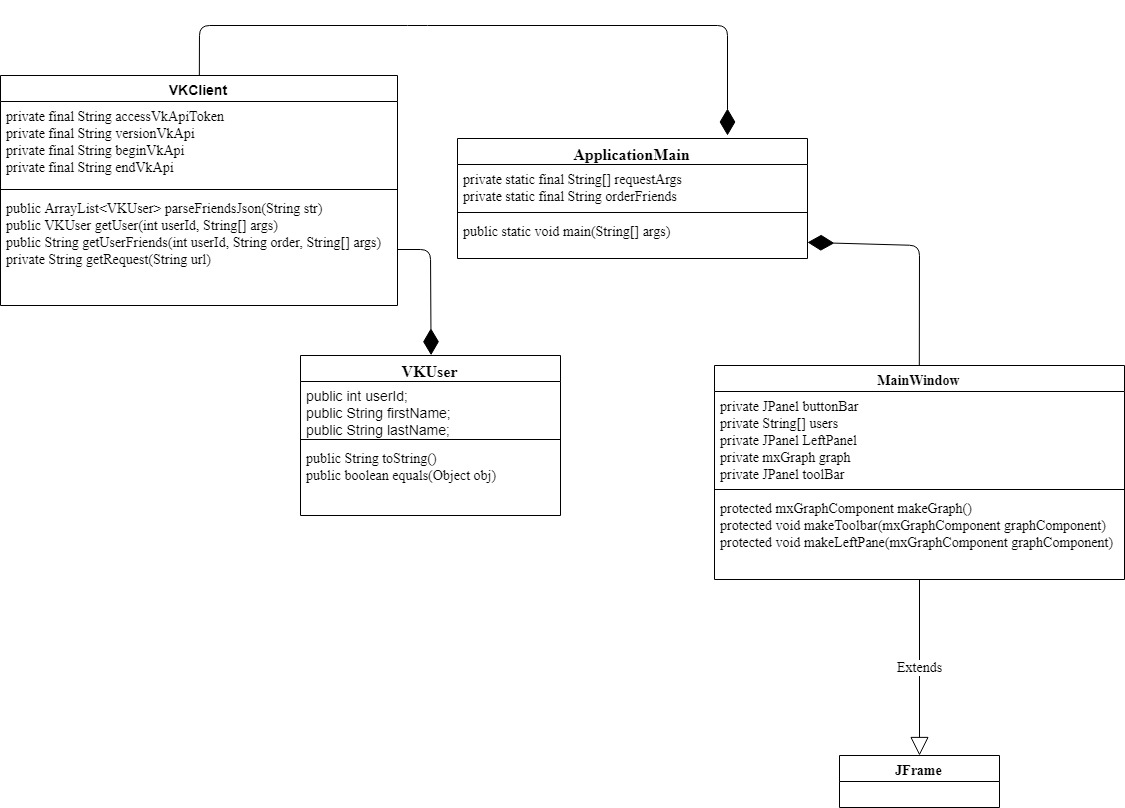 VKClient
private final String accessVkApiToken
private final String versionVkApi
private final String beginVkApi
private final String endVkApi
public ArrayList<VKUser> parseFriendsJson(String str)
public VKUser getUser(int userId, String[] args)
public String getUserFriends(int userId, String order, String[] args)
private String getRequest(String url)
ApplicationMain
private static final String[] requestArgs
private static final String orderFriends
public static void main(String[] args)
VKUser
public int userId;
public String firstName;
public String lastName;
public String toString()
public boolean equals(Object obj)
MainWindow
private JPanel buttonBar
private String[] users
private JPanel LeftPanel
private mxGraph graph
private JPanel toolBar
protected mxGraphComponent makeGraph()
protected void makeToolbar(mxGraphComponent graphComponent)
protected void makeLeftPane(mxGraphComponent graphComponent)
Extends
JFrame